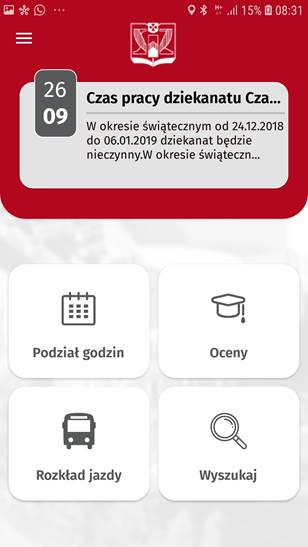 15% 08:31
26
09
Czas pracy dziekanatu Cza...
W okresie świątecznym od 24.12.2018
do 06.01.2019 dziekanat będzie
nieczynny.W okresie świąteczn...
Podział godzin
Oceny
Rozkład jazdy
Wyszukaj